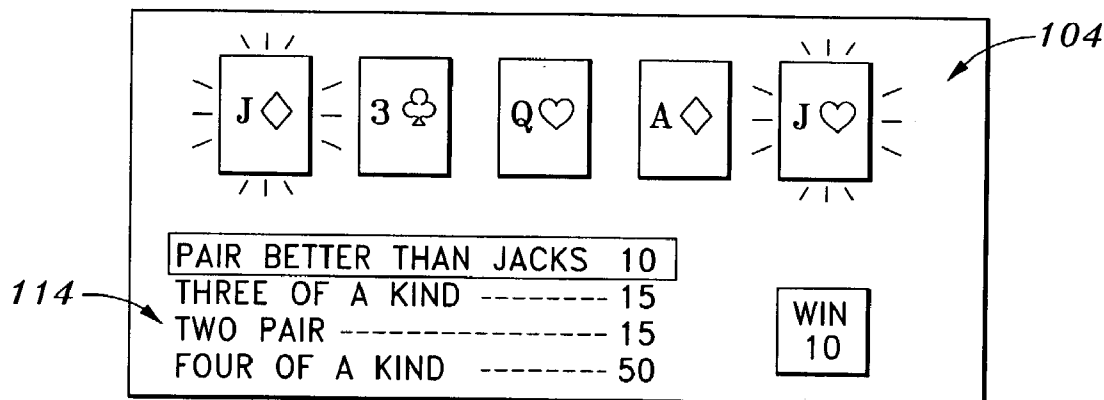 104
J 3 Q A J
PAIR BETTER THAN JACKS 10
THREE OF A KIND -------- 15
114
TWO PAIR --------------- 15
FOUR OF A KIND -------- 50
WIN
10